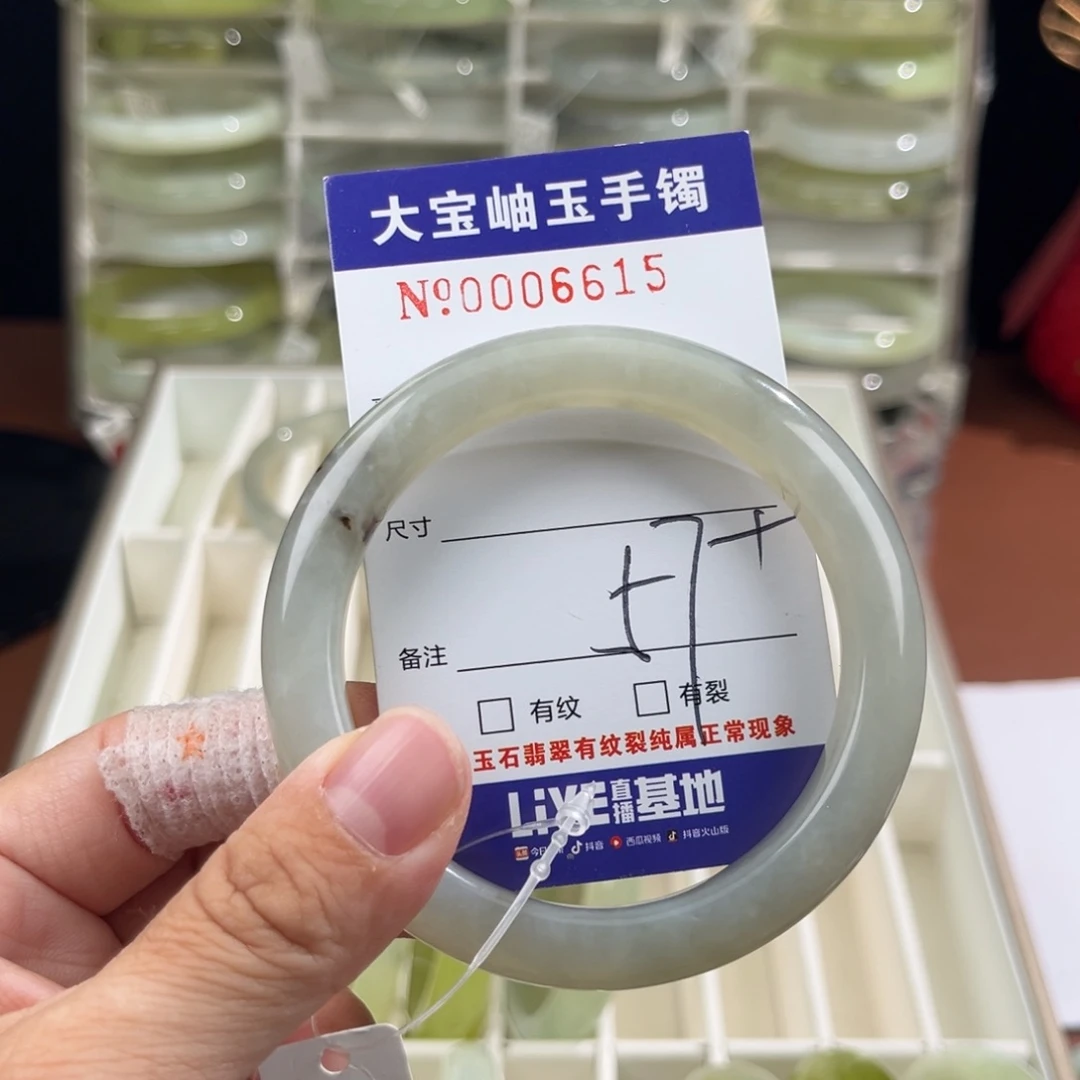 大宝岫玉手镯
Nº.0006615
尺寸
57+
备注
□ 有纹 □ 有裂
玉石翡翠有纹裂纯属正常现象
LiVE直播基地
抖音 西瓜视频 抖音火山版